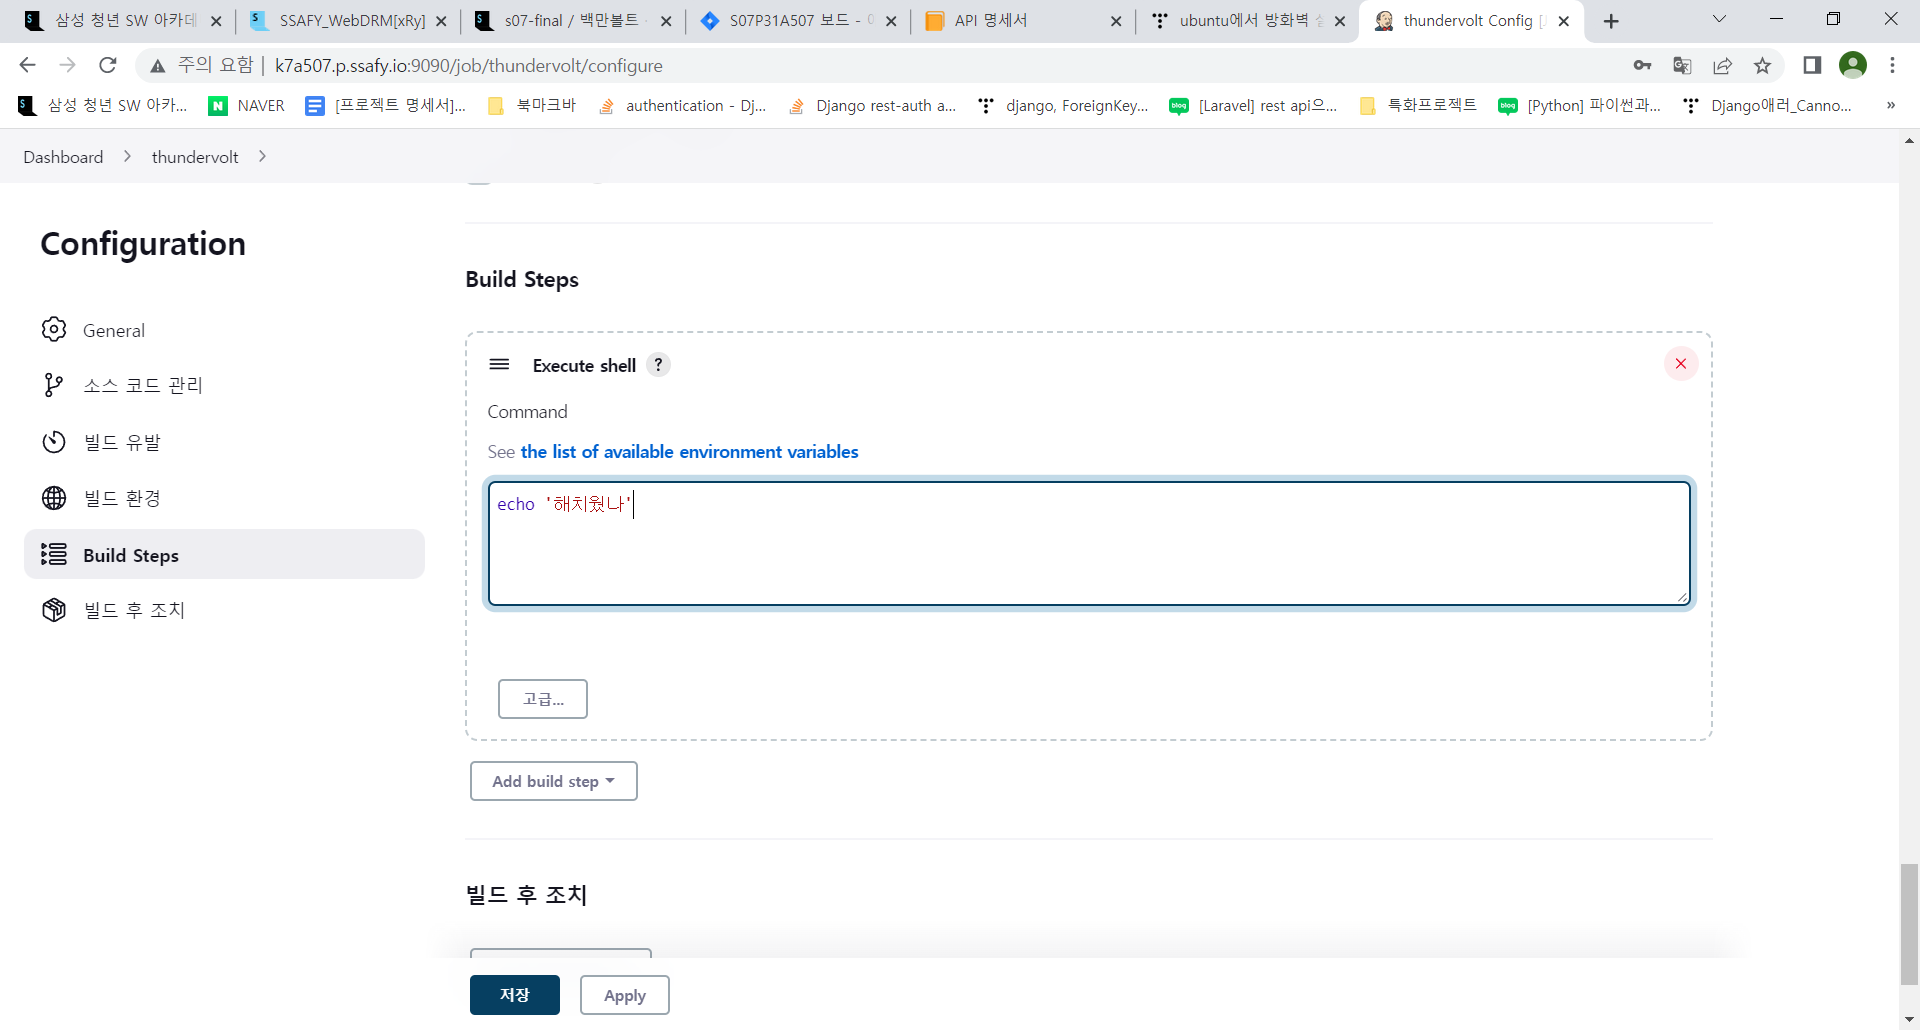 삼성 청년 SW 아카데
SSAFY_WebDRM[xRy]
s07-final / 백만볼트
S07P31A507 보드 -
API 명세서
ubuntu에서 방화벽
thundervolt Config
주의 요함 | k7a507.p.ssafy.io:9090/job/thundervolt/configure
삼성 청년 SW 아카...
NAVER
[프로젝트 명세서]...
북마크바
authentication - Dj...
Django rest-auth a...
django, ForeignKey...
[Laravel] rest api으...
특화프로젝트
[Python] 파이썬과...
Django애러_Canno...
»
Dashboard
thundervolt
Configuration
General
소스 코드 관리
빌드 유발
빌드 환경
Build Steps
빌드 후 조치
Build Steps
Execute shell ?
Command
See the list of available environment variables
echo '해치웠나'
고급...
Add build step
빌드 후 조치
저장
Apply